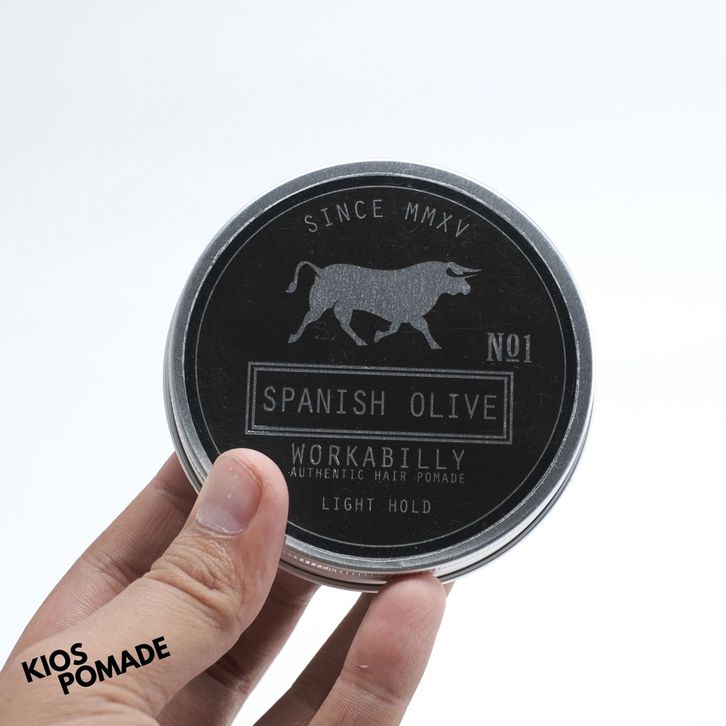 SINCE MMXV
Nº1
SPANISH OLIVE
WORKABILLY
AUTHENTIC HAIR POMADE
LIGHT HOLD
KIOS
POMADE